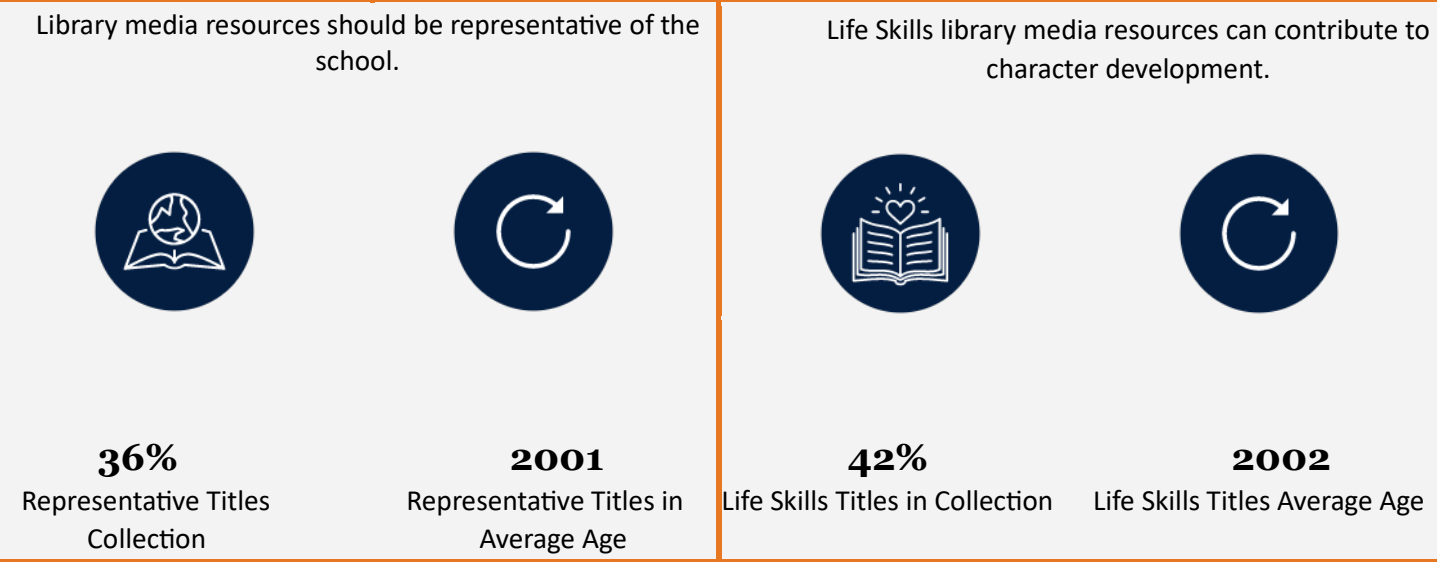 Library media resources should be representative of the
school.
36%
Representative Titles
Collection
2001
Representative Titles in
Average Age
Life Skills library media resources can contribute to
character development.
42%
Life Skills Titles in Collection
2002
Life Skills Titles Average Age